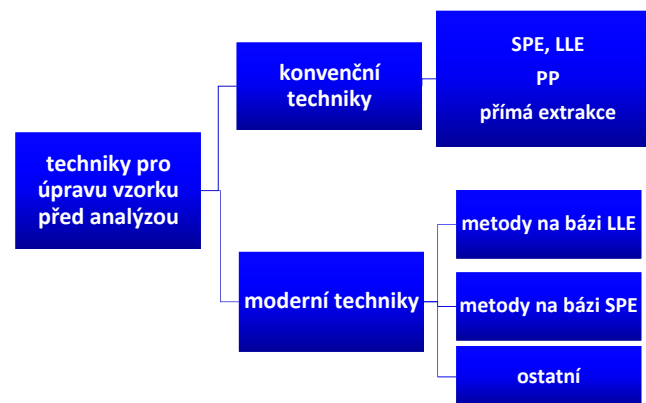 techniky pro
úpravu vzorku
před analýzou
konvenční
techniky
SPE, LLE
PP
přímá extrakce
moderní techniky
metody na bázi LLE
metody na bázi SPE
ostatní